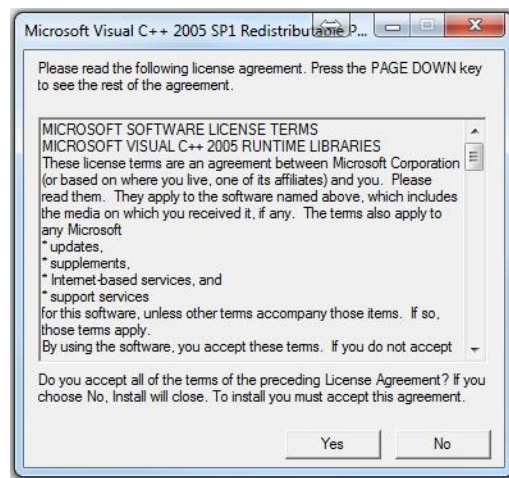 Microsoft Visual C++ 2005 SP1 Redistributable P...
Please read the following license agreement. Press the PAGE DOWN key
to see the rest of the agreement.
MICROSOFT SOFTWARE LICENSE TERMS
MICROSOFT VISUAL C++ 2005 RUNTIME LIBRARIES
These license terms are an agreement between Microsoft Corporation
(or based on where you live, one of its affiliates) and you. Please
read them. They apply to the software named above, which includes
the media on which you received it, if any. The terms also apply to
any Microsoft
* updates,
* supplements,
* Internet-based services, and
* support services
for this software, unless other terms accompany those items. If so,
those terms apply.
By using the software, you accept these terms. If you do not accept
Do you accept all of the terms of the preceding License Agreement? If you
choose No, Install will close. To install you must accept this agreement.
Yes
No